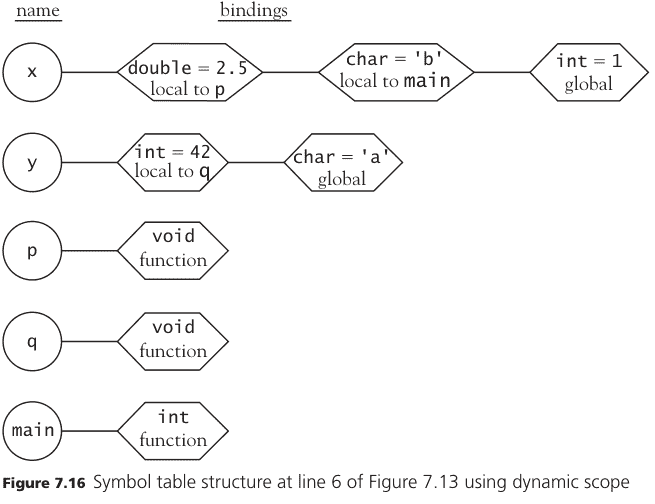 name bindings
x double = 2.5 char = 'b' int = 1
local to p local to main global
y int = 42 char = 'a'
local to q global
p void
function
q void
function
main int
function
Figure 7.16 Symbol table structure at line 6 of Figure 7.13 using dynamic scope